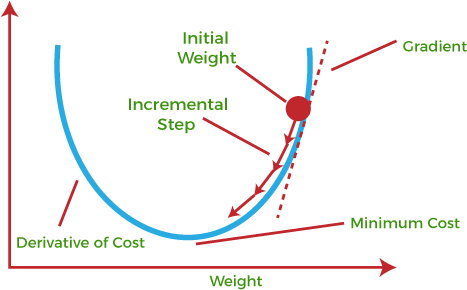 Initial
Weight
Gradient
Incremental
Step
Minimum Cost
Derivative of Cost
Weight